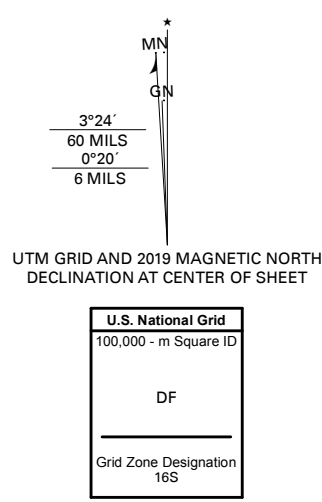 MN
GN
3°24´
60 MILS
0°20´
6 MILS
UTM GRID AND 2019 MAGNETIC NORTH
DECLINATION AT CENTER OF SHEET
U.S. National Grid
100,000 - m Square ID
DF
Grid Zone Designation
16S